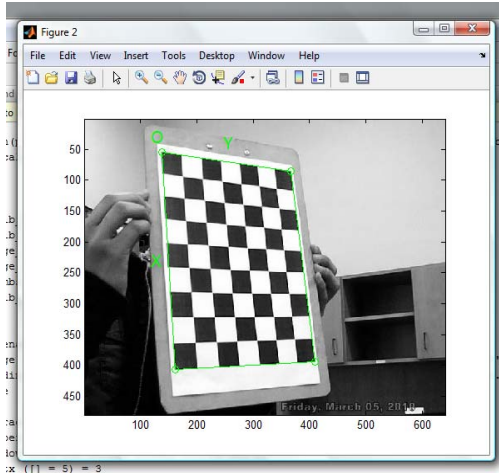 Figure 2
File Edit View Insert Tools Desktop Window Help
O
Y
X
50
100
150
200
250
300
350
400
450
100 200 300 400 500 600
Friday, March 05, 2010
([] = 5) = 3